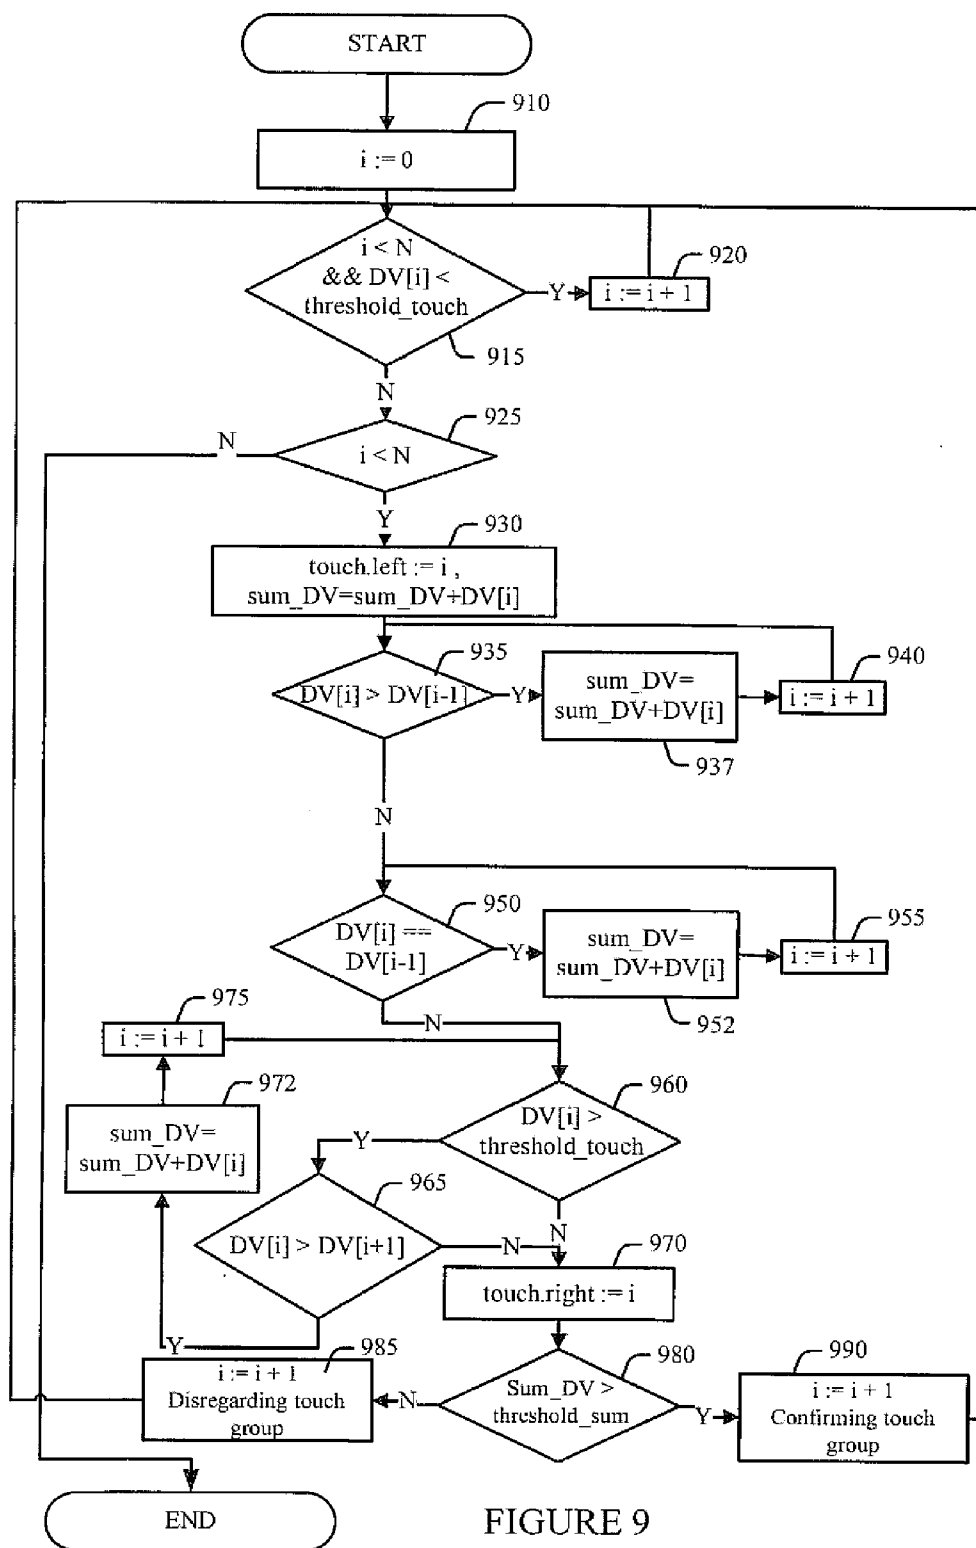 START
910
i := 0
i < N
&& DV[i] <
threshold_touch
Y
920
i := i + 1
915
N
925
N
i < N
Y
930
touch.left := i ,
sum_DV=sum_DV+DV[i]
935
DV[i] > DV[i-1]
Y
sum_DV=
sum_DV+DV[i]
937
940
i := i + 1
N
950
DV[i] ==
DV[i-1]
Y
sum_DV=
sum_DV+DV[i]
952
955
i := i + 1
N
975
i := i + 1
972
sum_DV=
sum_DV+DV[i]
960
DV[i] >
threshold_touch
Y
N
965
DV[i] > DV[i+1]
N
Y
970
touch.right := i
985
i := i + 1
Disregarding touch
group
N
980
Sum_DV >
threshold_sum
Y
990
i := i + 1
Confirming touch
group
END
FIGURE 9